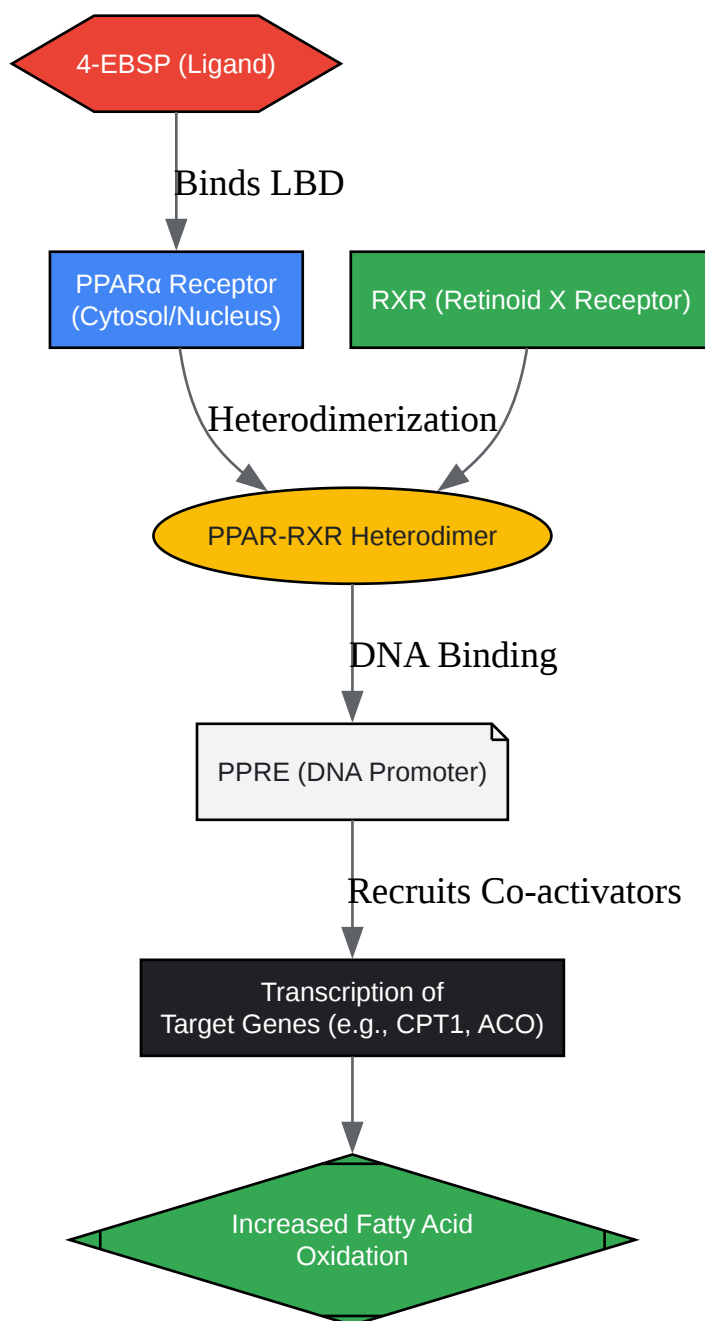 4-EBSP (Ligand)
Binds LBD
PPARα Receptor
(Cytosol/Nucleus)
RXR (Retinoid X Receptor)
Heterodimerization
PPAR-RXR Heterodimer
DNA Binding
PPRE (DNA Promoter)
Recruits Co-activators
Transcription of
Target Genes (e.g., CPT1, ACO)
Increased Fatty Acid
Oxidation